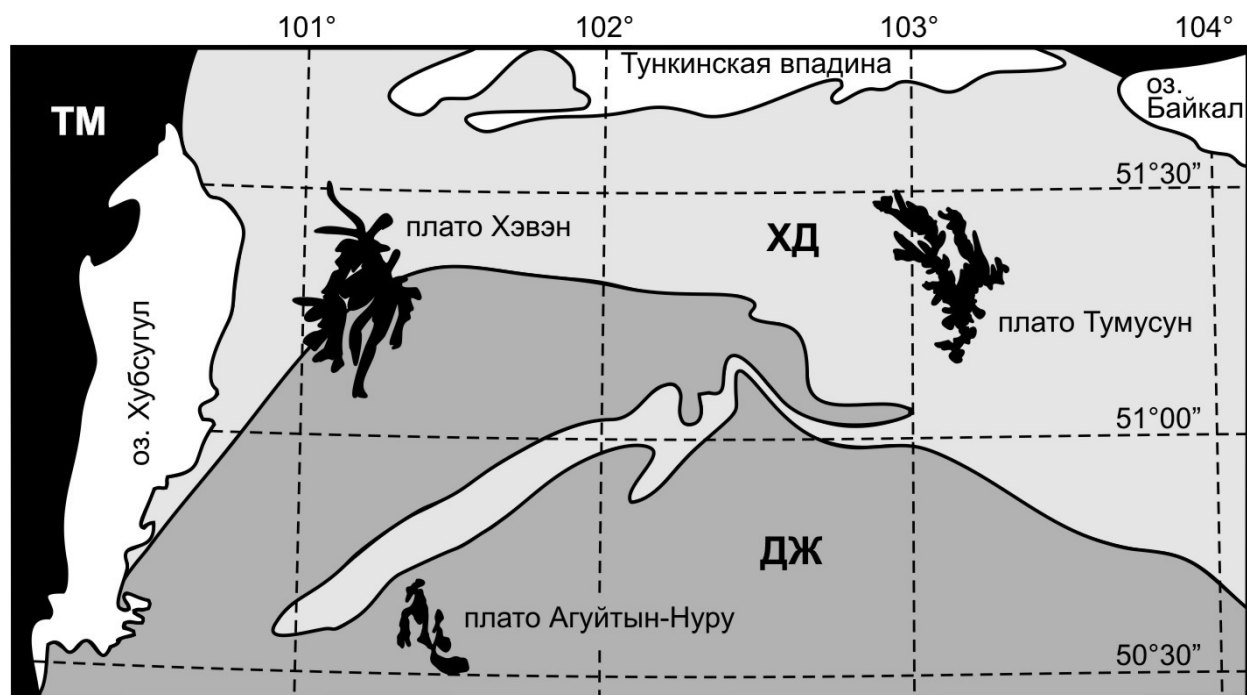 101° 102° 103° 104°
Тункинская впадина
оз.
Байкал
ТМ
51°30”
плато Хэвэн
ХД
плато Тумусун
оз. Хубсугул
51°00”
ДЖ
плато Агуйтын-Нуру
50°30”